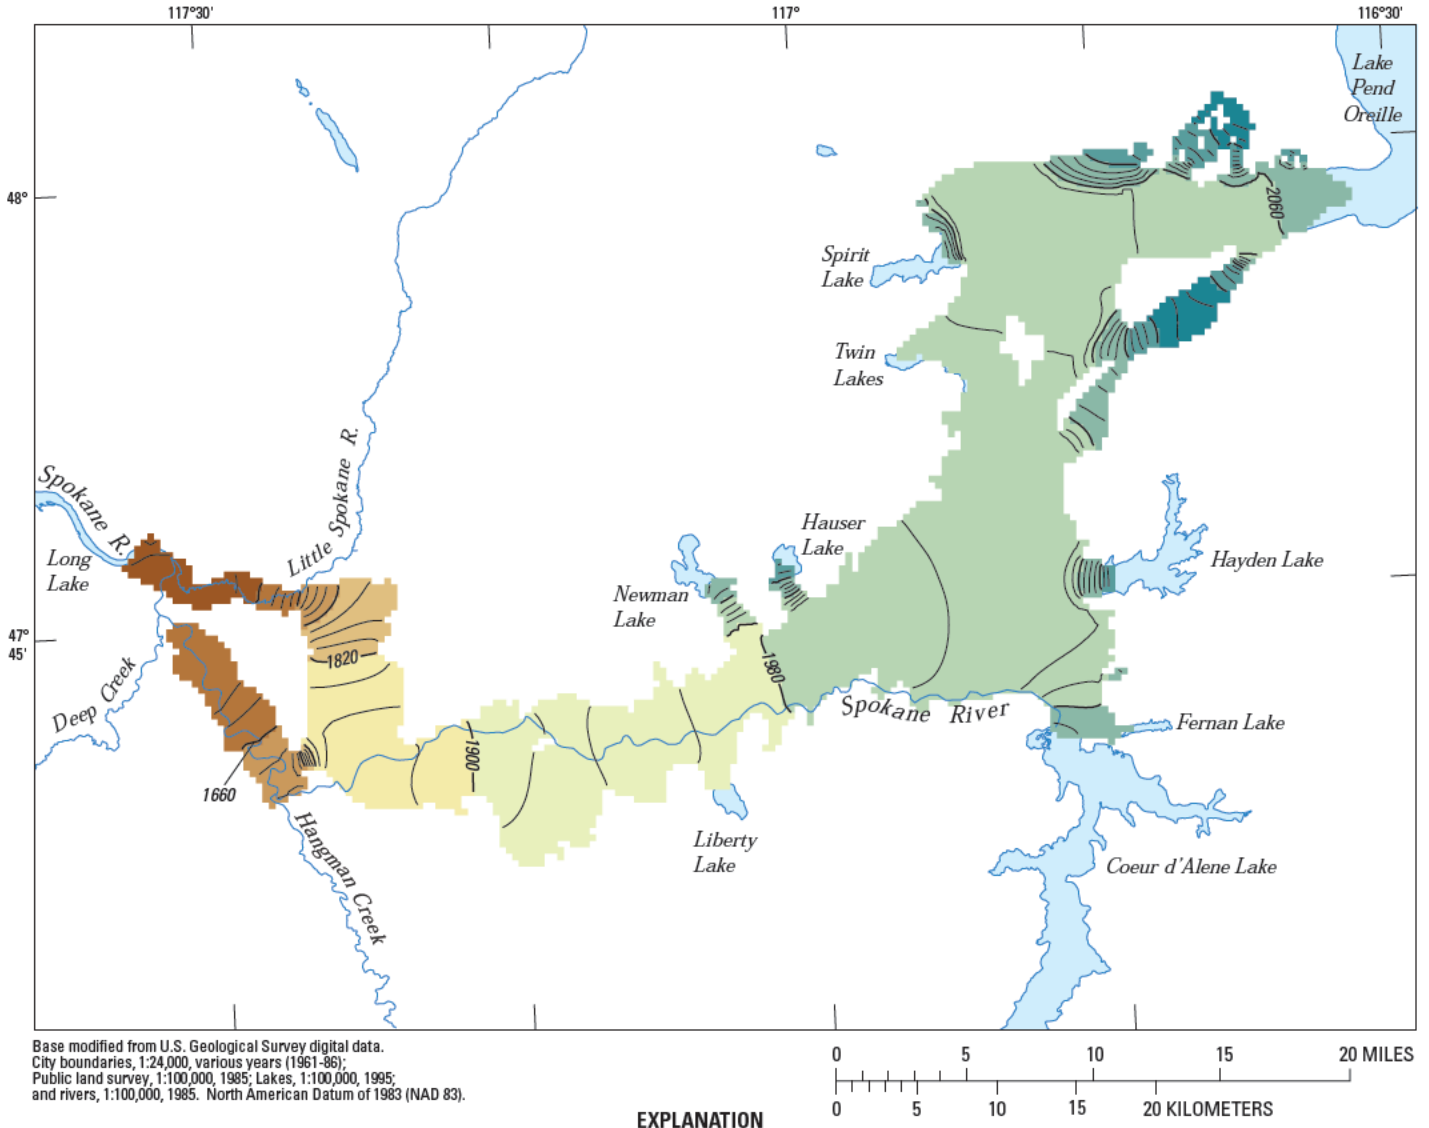 117°30'
117°
116°30'
Lake
Pend
Oreille
48°
2060
Spirit
Lake
Twin
Lakes
Spokane R.
Little Spokane R.
Long
Lake
Hauser
Lake
Hayden Lake
Newman
Lake
47°
45'
1820
1980
Deep Creek
Spokane River
Fernan Lake
1900
1660
Hangman Creek
Liberty
Lake
Coeur d'Alene Lake
Base modified from U.S. Geological Survey digital data.
City boundaries, 1:24,000, various years (1961-86);
Public land survey, 1:100,000, 1985; Lakes, 1:100,000, 1995;
and rivers, 1:100,000, 1985. North American Datum of 1983 (NAD 83).
0 5 10 15 20 MILES
0 5 10 15 20 KILOMETERS
EXPLANATION